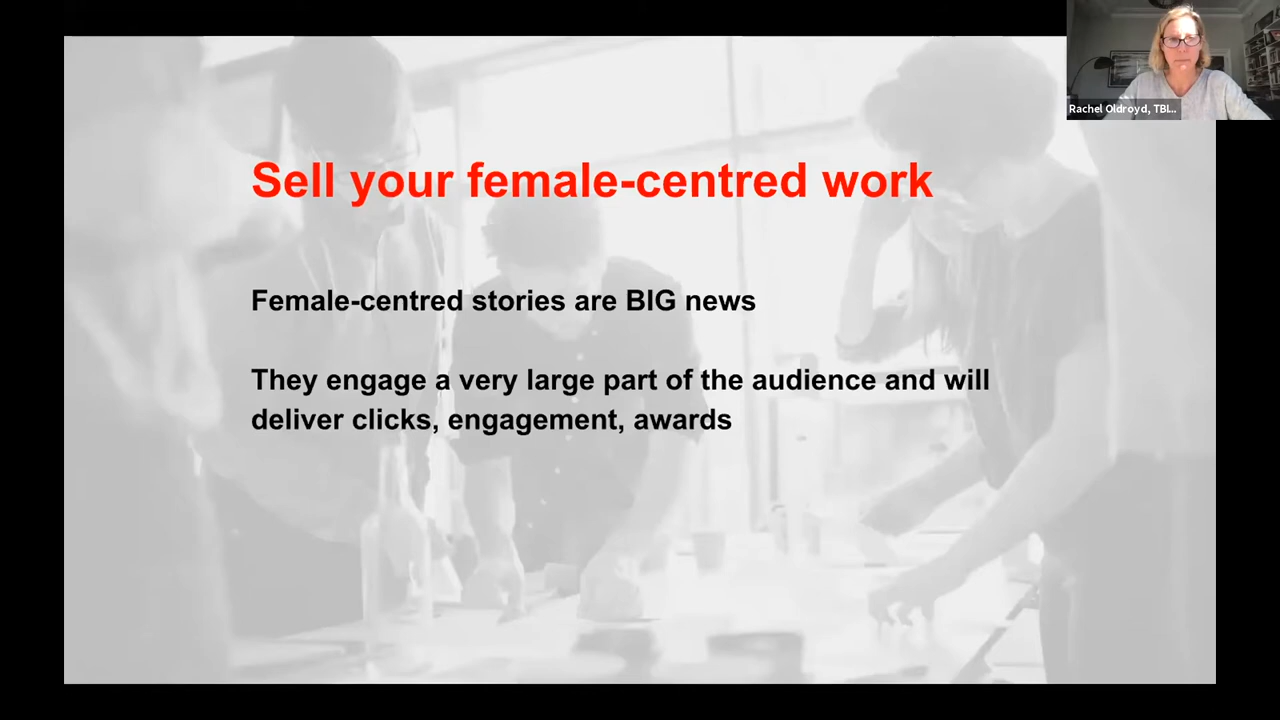 Rachel Oldroyd, TBI...
Sell your female-centred work
Female-centred stories are BIG news
They engage a very large part of the audience and will
deliver clicks, engagement, awards